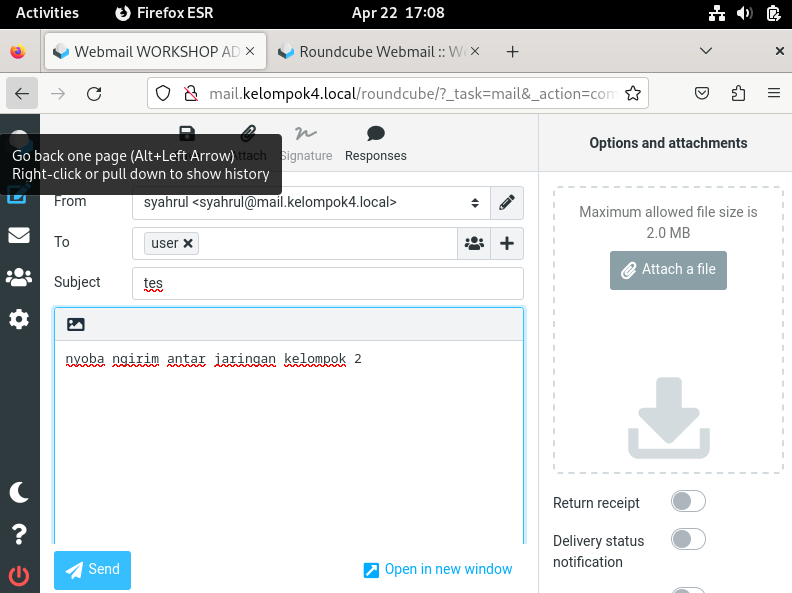 Activities
Firefox ESR
Apr 22 17:08
Webmail WORKSHOP AD
Roundcube Webmail :: We
mail.kelompok4.local/roundcube/?_task=mail&_action=com
Go back one page (Alt+Left Arrow)
Right-click or pull down to show history
Attach
Signature
Responses
Options and attachments
From
syahrul <syahrul@mail.kelompok4.local>
To
user
Subject
tes
nyoba ngirim antar jaringan kelompok 2
Maximum allowed file size is
2.0 MB
Attach a file
Return receipt
Delivery status
notification
Send
Open in new window